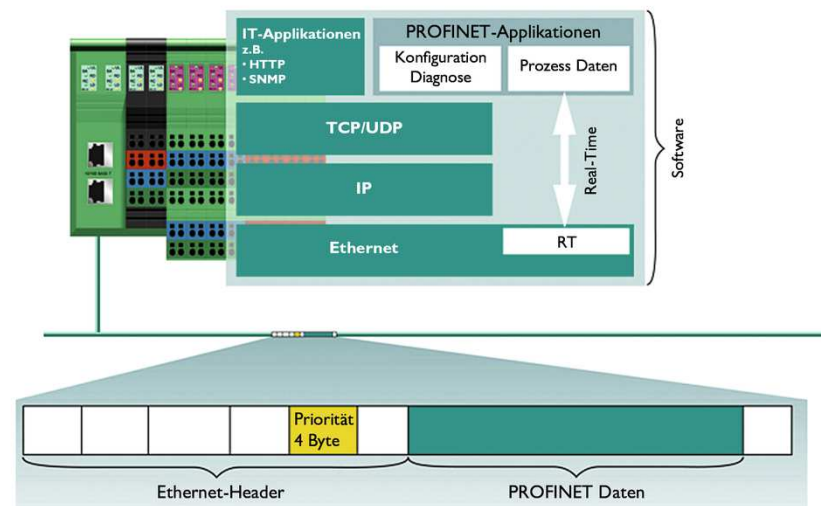 IT-Applikationen
z.B.
• HTTP
• SNMP
PROFINET-Applikationen
Konfiguration
Diagnose
Prozess Daten
TCP/UDP
IP
Ethernet
RT
Real-Time
Software
Priorität
4 Byte
Ethernet-Header
PROFINET Daten